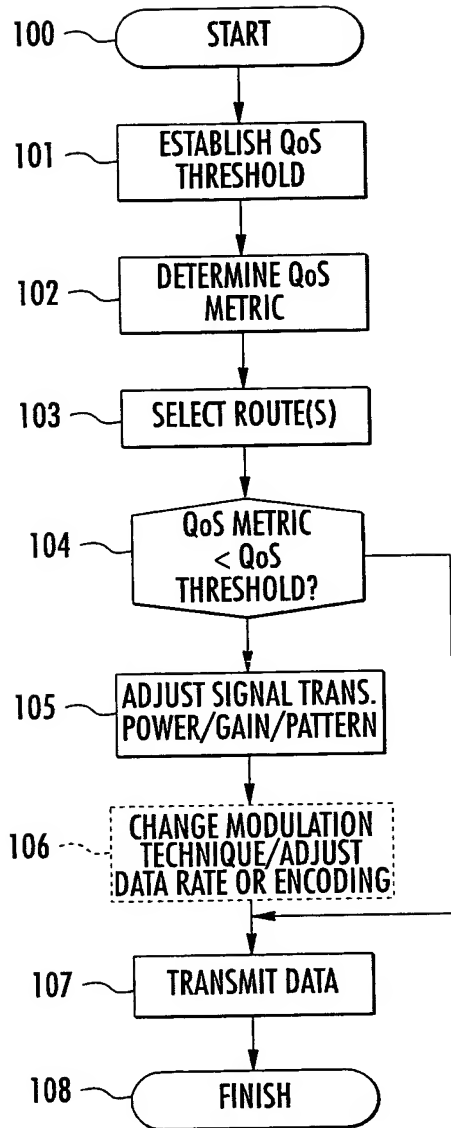 100
START
101
ESTABLISH QoS
THRESHOLD
102
DETERMINE QoS
METRIC
103
SELECT ROUTE(S)
104
QoS METRIC
< QoS
THRESHOLD?
105
ADJUST SIGNAL TRANS.
POWER/GAIN/PATTERN
106
CHANGE MODULATION
TECHNIQUE/ADJUST
DATA RATE OR ENCODING
107
TRANSMIT DATA
108
FINISH